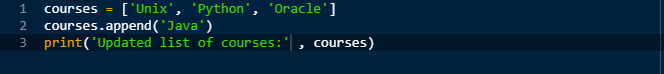 1 courses = ['Unix', 'Python', 'Oracle']
2 courses.append('Java')
3 print('Updated list of courses:' , courses)